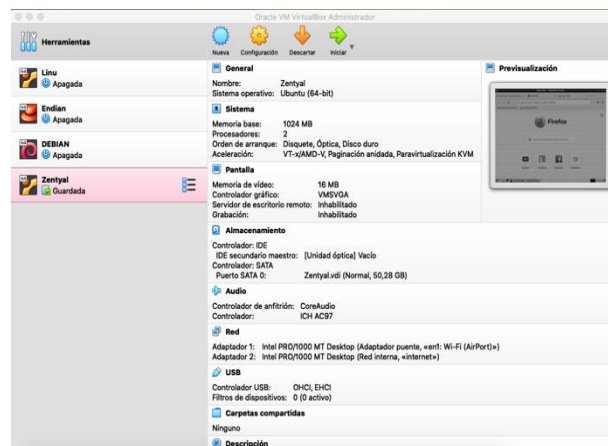 Oracle VM VirtualBox Administrador
Herramientas
Nueva Configuración Descartar Iniciar
Linu
Apagada
Endian
Apagada
DEBIAN
Apagada
Zentyal
Guardada
General
Nombre: Zentyal
Sistema operativo: Ubuntu (64-bit)
Sistema
Memoria base: 1024 MB
Procesadores: 2
Orden de arranque: Disquete, Óptica, Disco duro
Aceleración: VT-x/AMD-V, Paginación anidada, Paravirtualización KVM
Pantalla
Memoria de vídeo: 16 MB
Controlador gráfico: VMSVGA
Servidor de escritorio remoto: Inhabilitado
Grabación: Inhabilitado
Almacenamiento
Controlador: IDE
IDE secundario maestro: [Unidad óptica] Vacío
Controlador: SATA
Puerto SATA 0: Zentyal.vdi (Normal, 50,28 GB)
Audio
Controlador de anfitrión: CoreAudio
Controlador: ICH AC97
Red
Adaptador 1: Intel PRO/1000 MT Desktop (Adaptador puente, «en1: Wi-Fi (AirPort)»)
Adaptador 2: Intel PRO/1000 MT Desktop (Red interna, «internet»)
USB
Controlador USB: OHCI, EHCI
Filtros de dispositivos: 0 (0 activo)
Carpetas compartidas
Ninguno
Descripción
Previsualización
Firefox